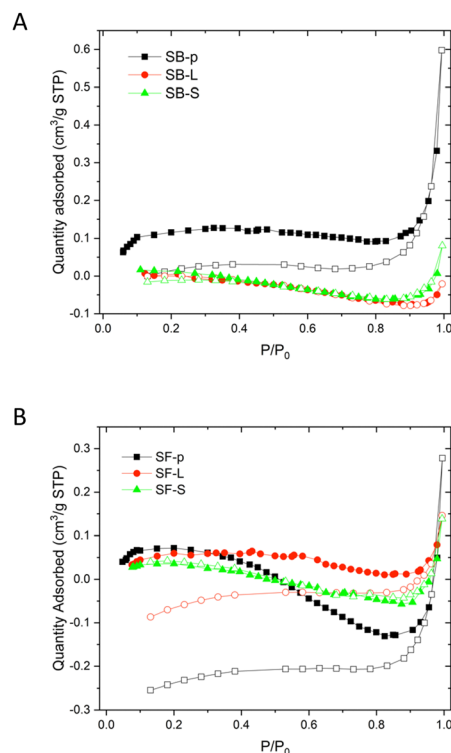 A
0.6
0.5
0.4
0.3
0.2
0.1
0.0
-0.1
Quantity adsorbed (cm³/g STP)
SB-p
SB-L
SB-S
0.0 0.2 0.4 0.6 0.8 1.0
P/P₀
B
0.3
0.2
0.1
0.0
-0.1
-0.2
-0.3
Quantity Adsorbed (cm³/g STP)
SF-p
SF-L
SF-S
0.0 0.2 0.4 0.6 0.8 1.0
P/P₀